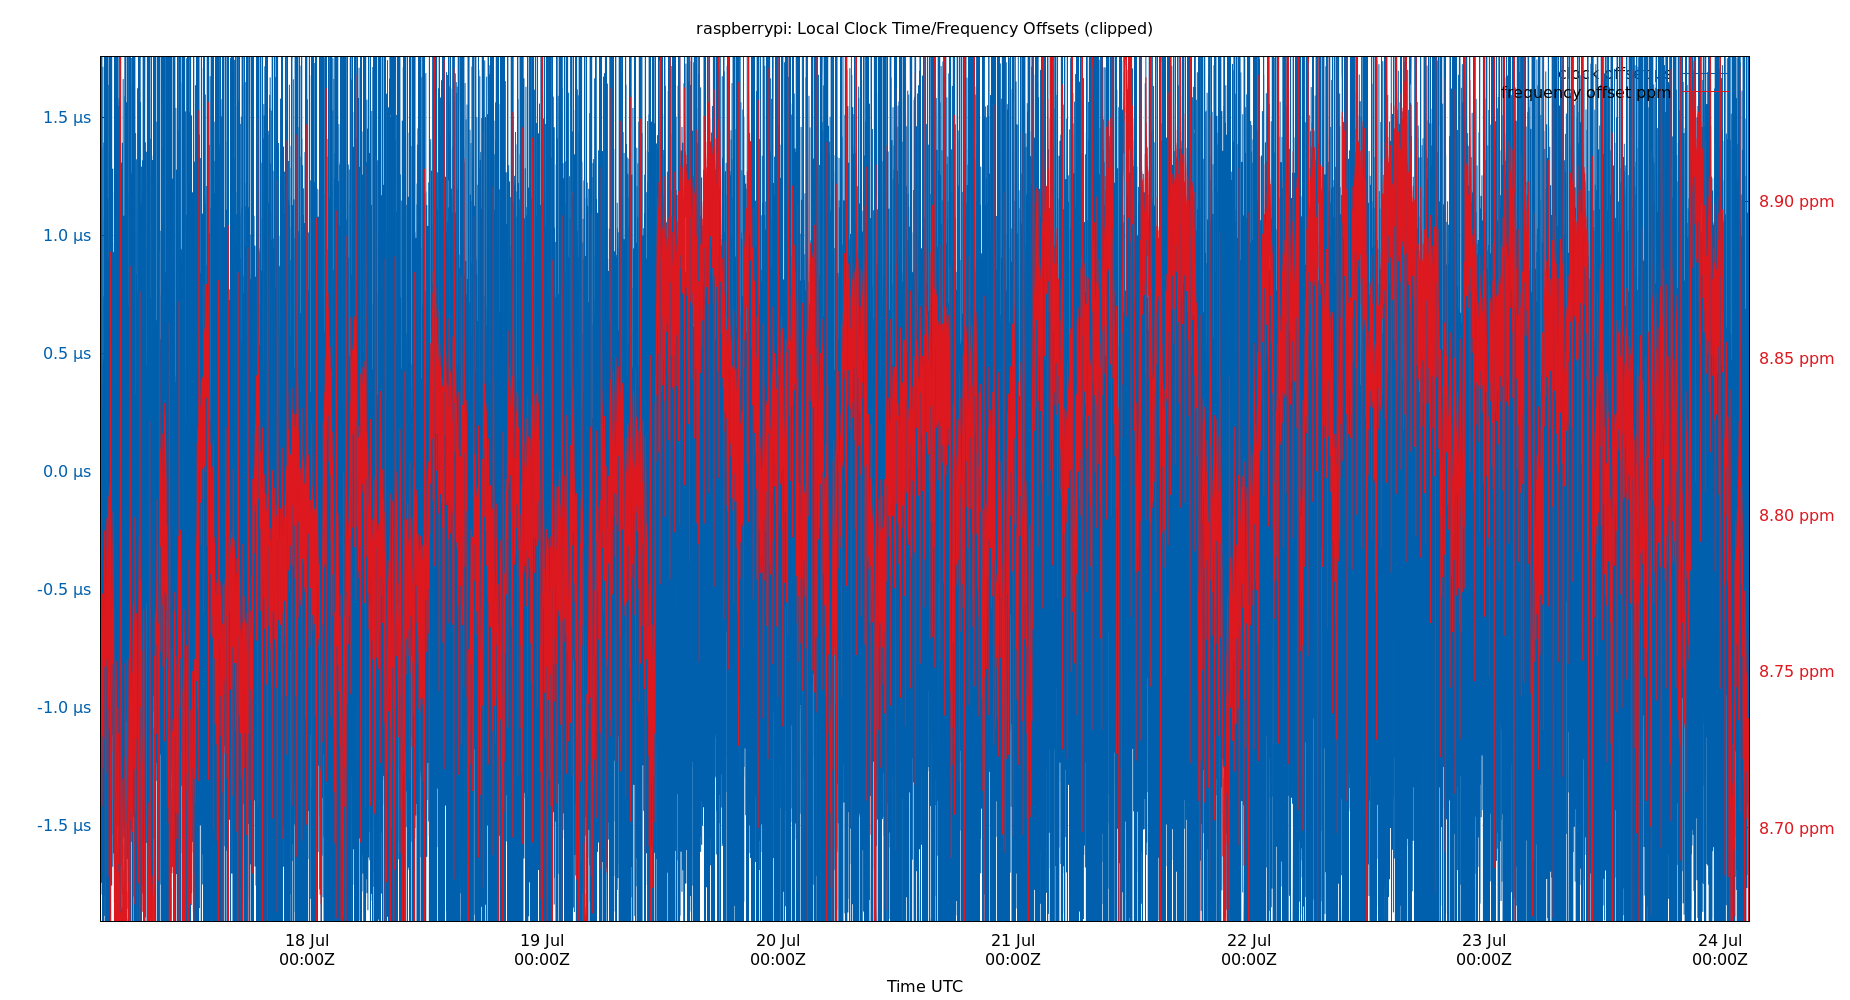 raspberrypi: Local Clock Time/Frequency Offsets (clipped)
clock offset µs
frequency offset ppm
1.5 µs
1.0 µs
0.5 µs
0.0 µs
-0.5 µs
-1.0 µs
-1.5 µs
8.90 ppm
8.85 ppm
8.80 ppm
8.75 ppm
8.70 ppm
18 Jul 19 Jul 20 Jul 21 Jul 22 Jul 23 Jul 24 Jul
00:00Z 00:00Z 00:00Z 00:00Z 00:00Z 00:00Z 00:00Z
Time UTC